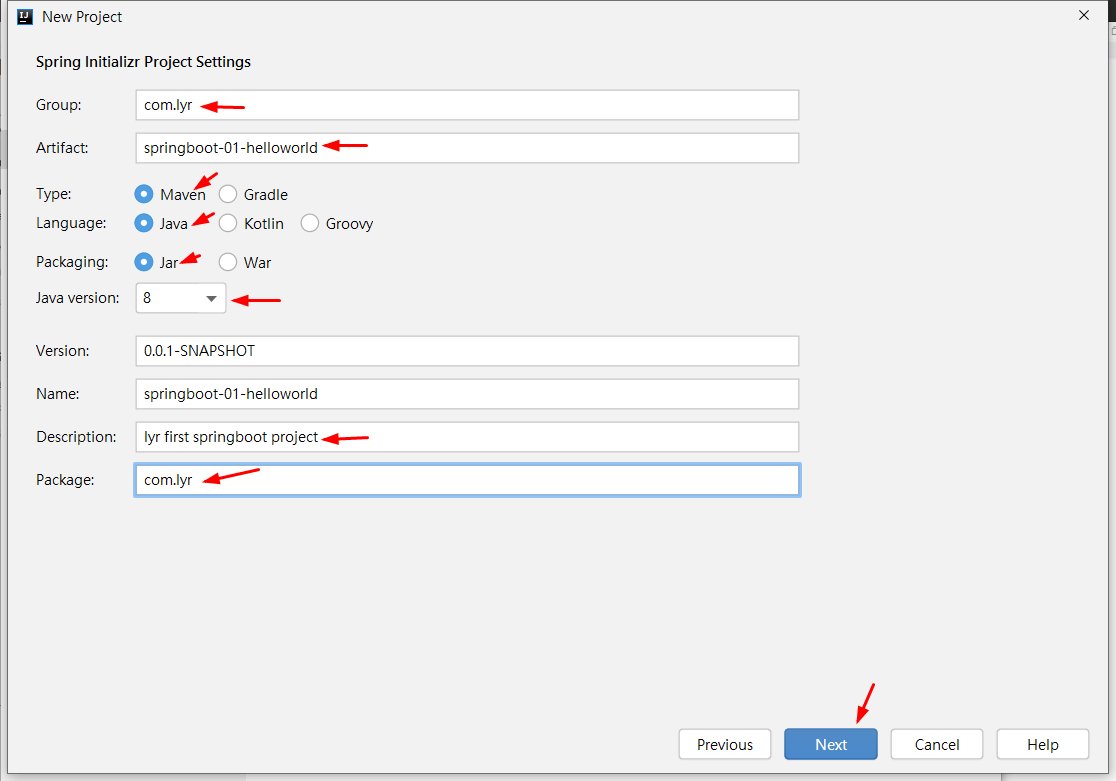 New Project
Spring Initializr Project Settings
Group: com.lyr
Artifact: springboot-01-helloworld
Type: Maven Gradle
Language: Java Kotlin Groovy
Packaging: Jar War
Java version: 8
Version: 0.0.1-SNAPSHOT
Name: springboot-01-helloworld
Description: lyr first springboot project
Package: com.lyr
Previous Next Cancel Help